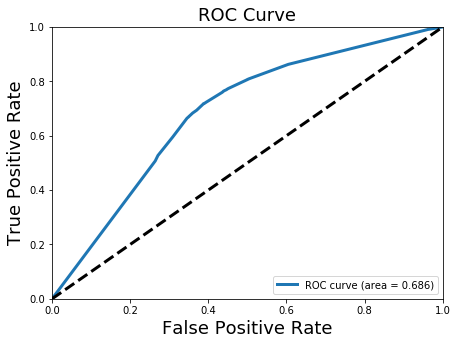 ROC Curve
True Positive Rate
1.0
0.8
0.6
0.4
0.2
0.0
ROC curve (area = 0.686)
0.0 0.2 0.4 0.6 0.8 1.0
False Positive Rate